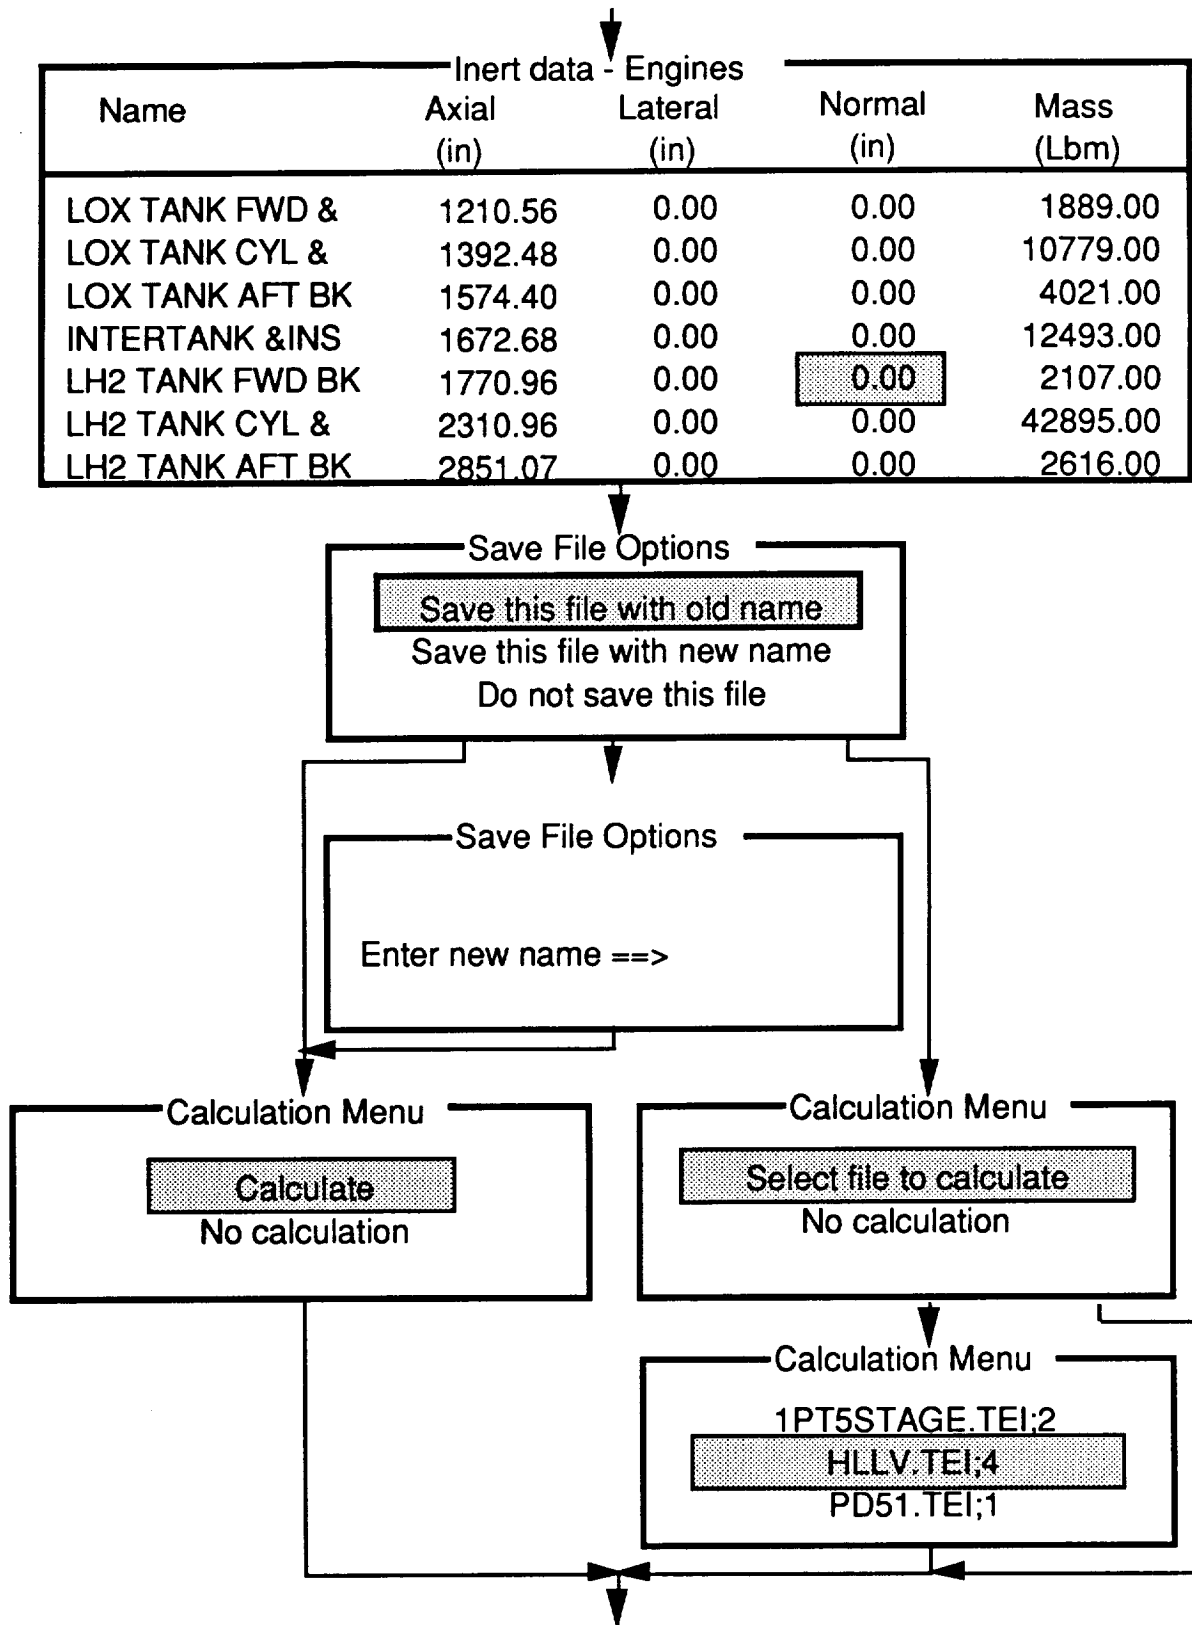 Inert data - Engines
Name Axial Lateral Normal Mass
(in) (in) (in) (Lbm)
LOX TANK FWD & 1210.56 0.00 0.00 1889.00
LOX TANK CYL & 1392.48 0.00 0.00 10779.00
LOX TANK AFT BK 1574.40 0.00 0.00 4021.00
INTERTANK &INS 1672.68 0.00 0.00 12493.00
LH2 TANK FWD BK 1770.96 0.00 0.00 2107.00
LH2 TANK CYL & 2310.96 0.00 0.00 42895.00
LH2 TANK AFT BK 2851.07 0.00 0.00 2616.00
Save File Options
Save this file with old name
Save this file with new name
Do not save this file
Save File Options
Enter new name ==>
Calculation Menu
Calculate
No calculation
Calculation Menu
Select file to calculate
No calculation
Calculation Menu
1PT5STAGE.TEI;2
HLLV.TEI;4
PD51.TEI;1